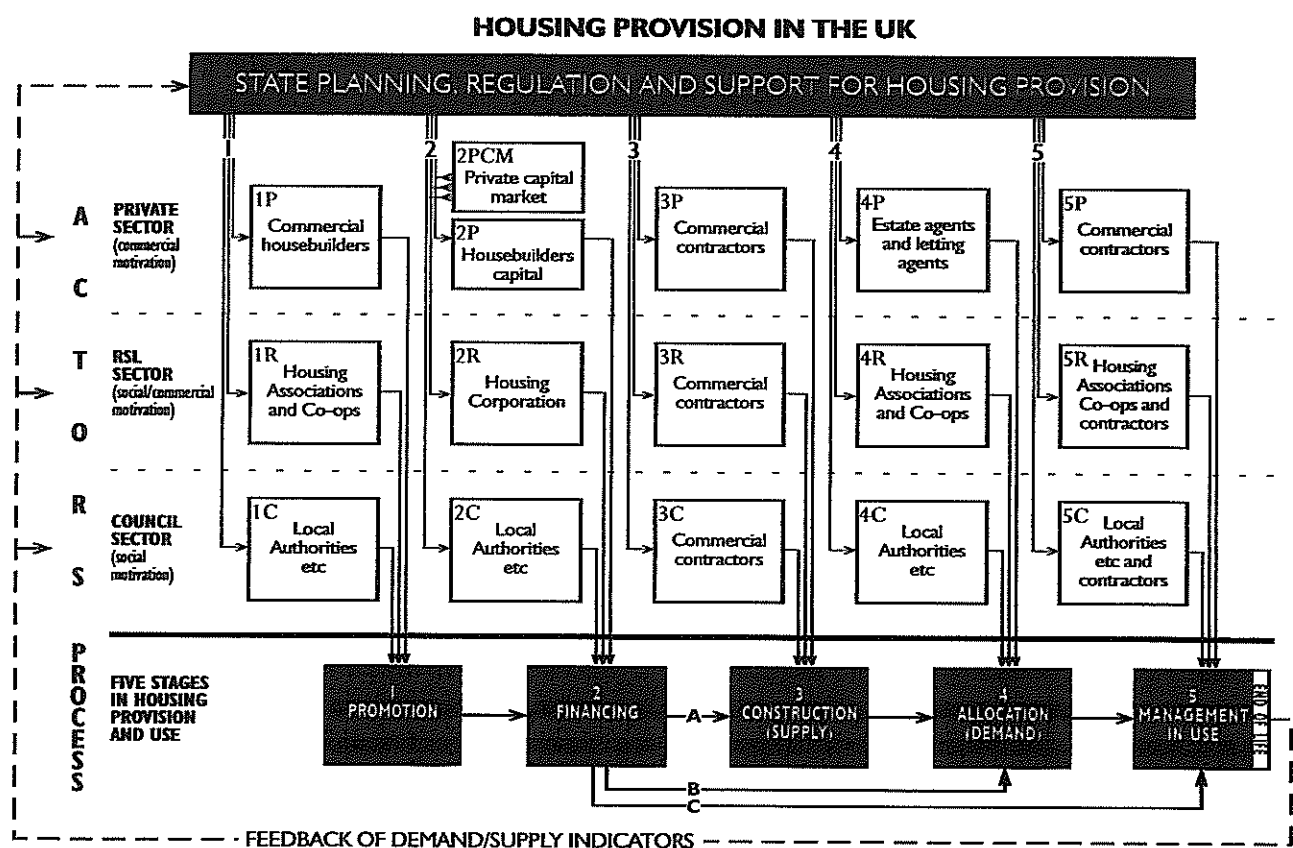 HOUSING PROVISION IN THE UK
STATE PLANNING, REGULATION AND SUPPORT FOR HOUSING PROVISION
1
2
3
4
5
ACTORS
PRIVATE
SECTOR
(commercial
motivation)
1P
Commercial
housebuilders
2PCM
Private capital
market
2P
Housebuilders
capital
3P
Commercial
contractors
4P
Estate agents
and letting
agents
5P
Commercial
contractors
RSL
SECTOR
(social/commercial
motivation)
1R
Housing
Associations
and Co-ops
2R
Housing
Corporation
3R
Commercial
contractors
4R
Housing
Associations
and Co-ops
5R
Housing
Associations
Co-ops and
contractors
COUNCIL
SECTOR
(social
motivation)
1C
Local
Authorities
etc
2C
Local
Authorities
etc
3C
Commercial
contractors
4C
Local
Authorities
etc
5C
Local
Authorities
etc and
contractors
PROCESS
FIVE STAGES
IN HOUSING
PROVISION
AND USE
1
PROMOTION
2
FINANCING
A
3
CONSTRUCTION
(SUPPLY)
4
ALLOCATION
(DEMAND)
5
MANAGEMENT
IN USE
END OF LIFE
B
C
FEEDBACK OF DEMAND/SUPPLY INDICATORS